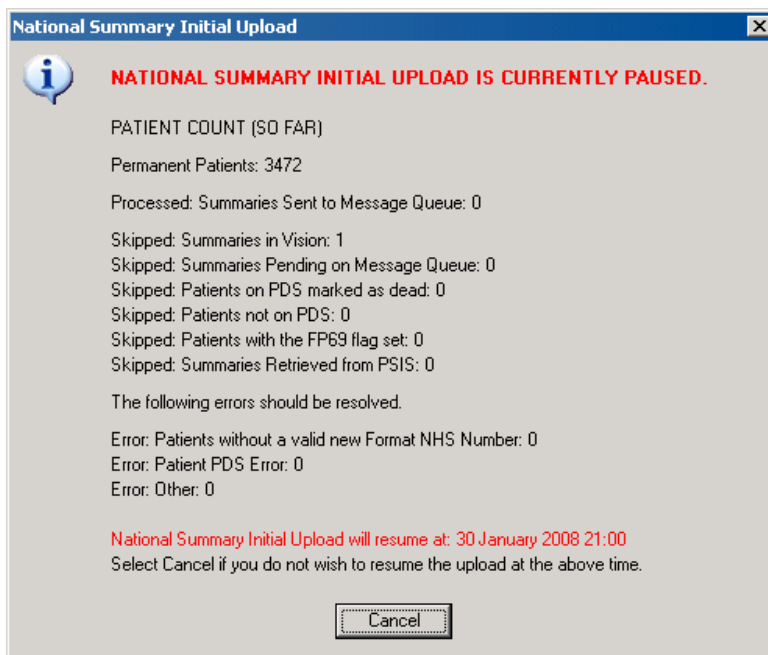 National Summary Initial Upload
NATIONAL SUMMARY INITIAL UPLOAD IS CURRENTLY PAUSED.
PATIENT COUNT (SO FAR)
Permanent Patients: 3472
Processed: Summaries Sent to Message Queue: 0
Skipped: Summaries in Vision: 1
Skipped: Summaries Pending on Message Queue: 0
Skipped: Patients on PDS marked as dead: 0
Skipped: Patients not on PDS: 0
Skipped: Patients with the FP69 flag set: 0
Skipped: Summaries Retrieved from PSIS: 0
The following errors should be resolved.
Error: Patients without a valid new Format NHS Number: 0
Error: Patient PDS Error: 0
Error: Other: 0
National Summary Initial Upload will resume at: 30 January 2008 21:00
Select Cancel if you do not wish to resume the upload at the above time.
Cancel